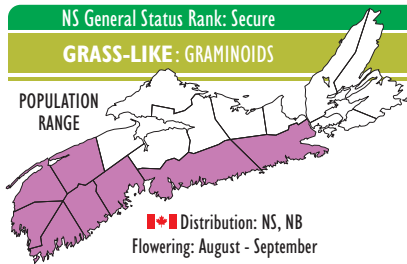 NS General Status Rank: Secure
GRASS-LIKE: GRAMINOIDS
POPULATION
RANGE
Distribution: NS, NB
Flowering: August - September